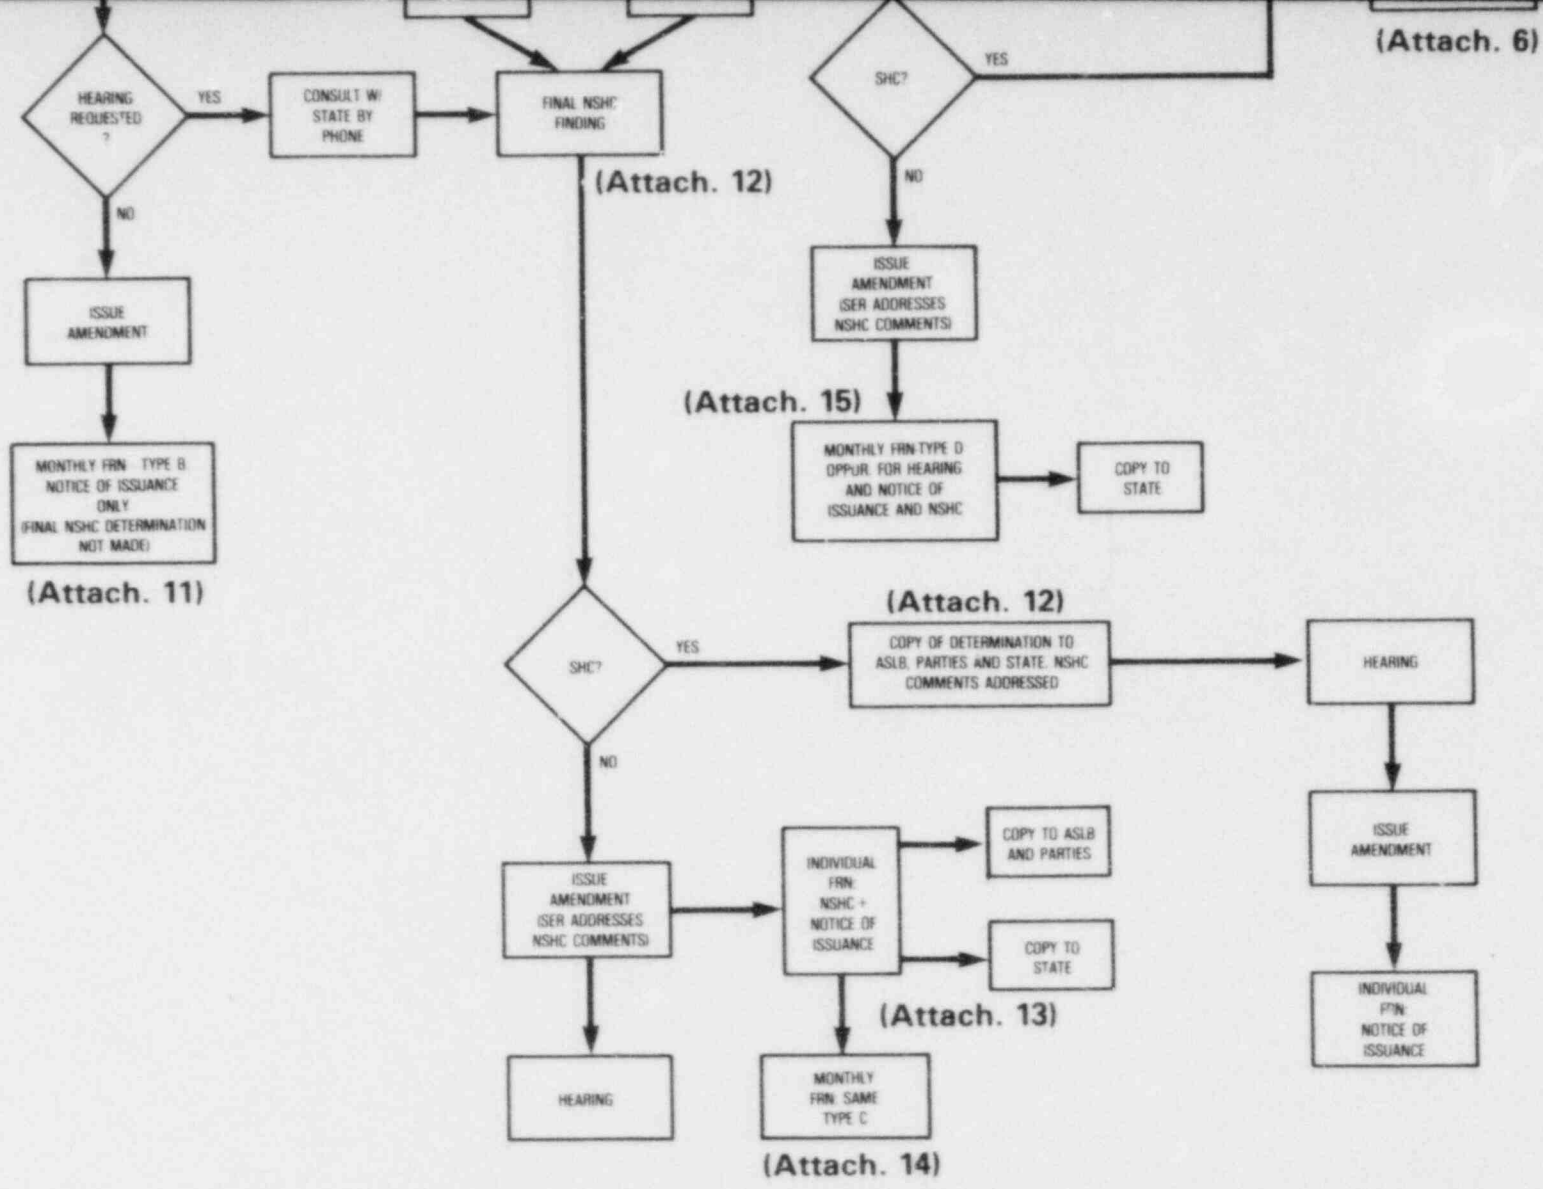 (Attach. 6)
HEARING
REQUESTED
?
YES
NO
CONSULT W/
STATE BY
PHONE
FINAL NSHC
FINDING
(Attach. 12)
ISSUE
AMENDMENT
MONTHLY FRN TYPE B
NOTICE OF ISSUANCE
ONLY
(FINAL NSHC DETERMINATION
NOT MADE)
(Attach. 11)
SHC?
YES
NO
ISSUE
AMENDMENT
(SER ADDRESSES
NSHC COMMENTS)
(Attach. 15)
MONTHLY FRN-TYPE D
OPPUR. FOR HEARING
AND NOTICE OF
ISSUANCE AND NSHC
COPY TO
STATE
SHC?
YES
NO
(Attach. 12)
COPY OF DETERMINATION TO
ASLB, PARTIES AND STATE. NSHC
COMMENTS ADDRESSED
HEARING
ISSUE
AMENDMENT
INDIVIDUAL
FRN:
NOTICE OF
ISSUANCE
ISSUE
AMENDMENT
(SER ADDRESSES
NSHC COMMENTS)
INDIVIDUAL
FRN:
NSHC +
NOTICE OF
ISSUANCE
COPY TO ASLB
AND PARTIES
COPY TO
STATE
(Attach. 13)
HEARING
MONTHLY
FRN: SAME
TYPE C
(Attach. 14)